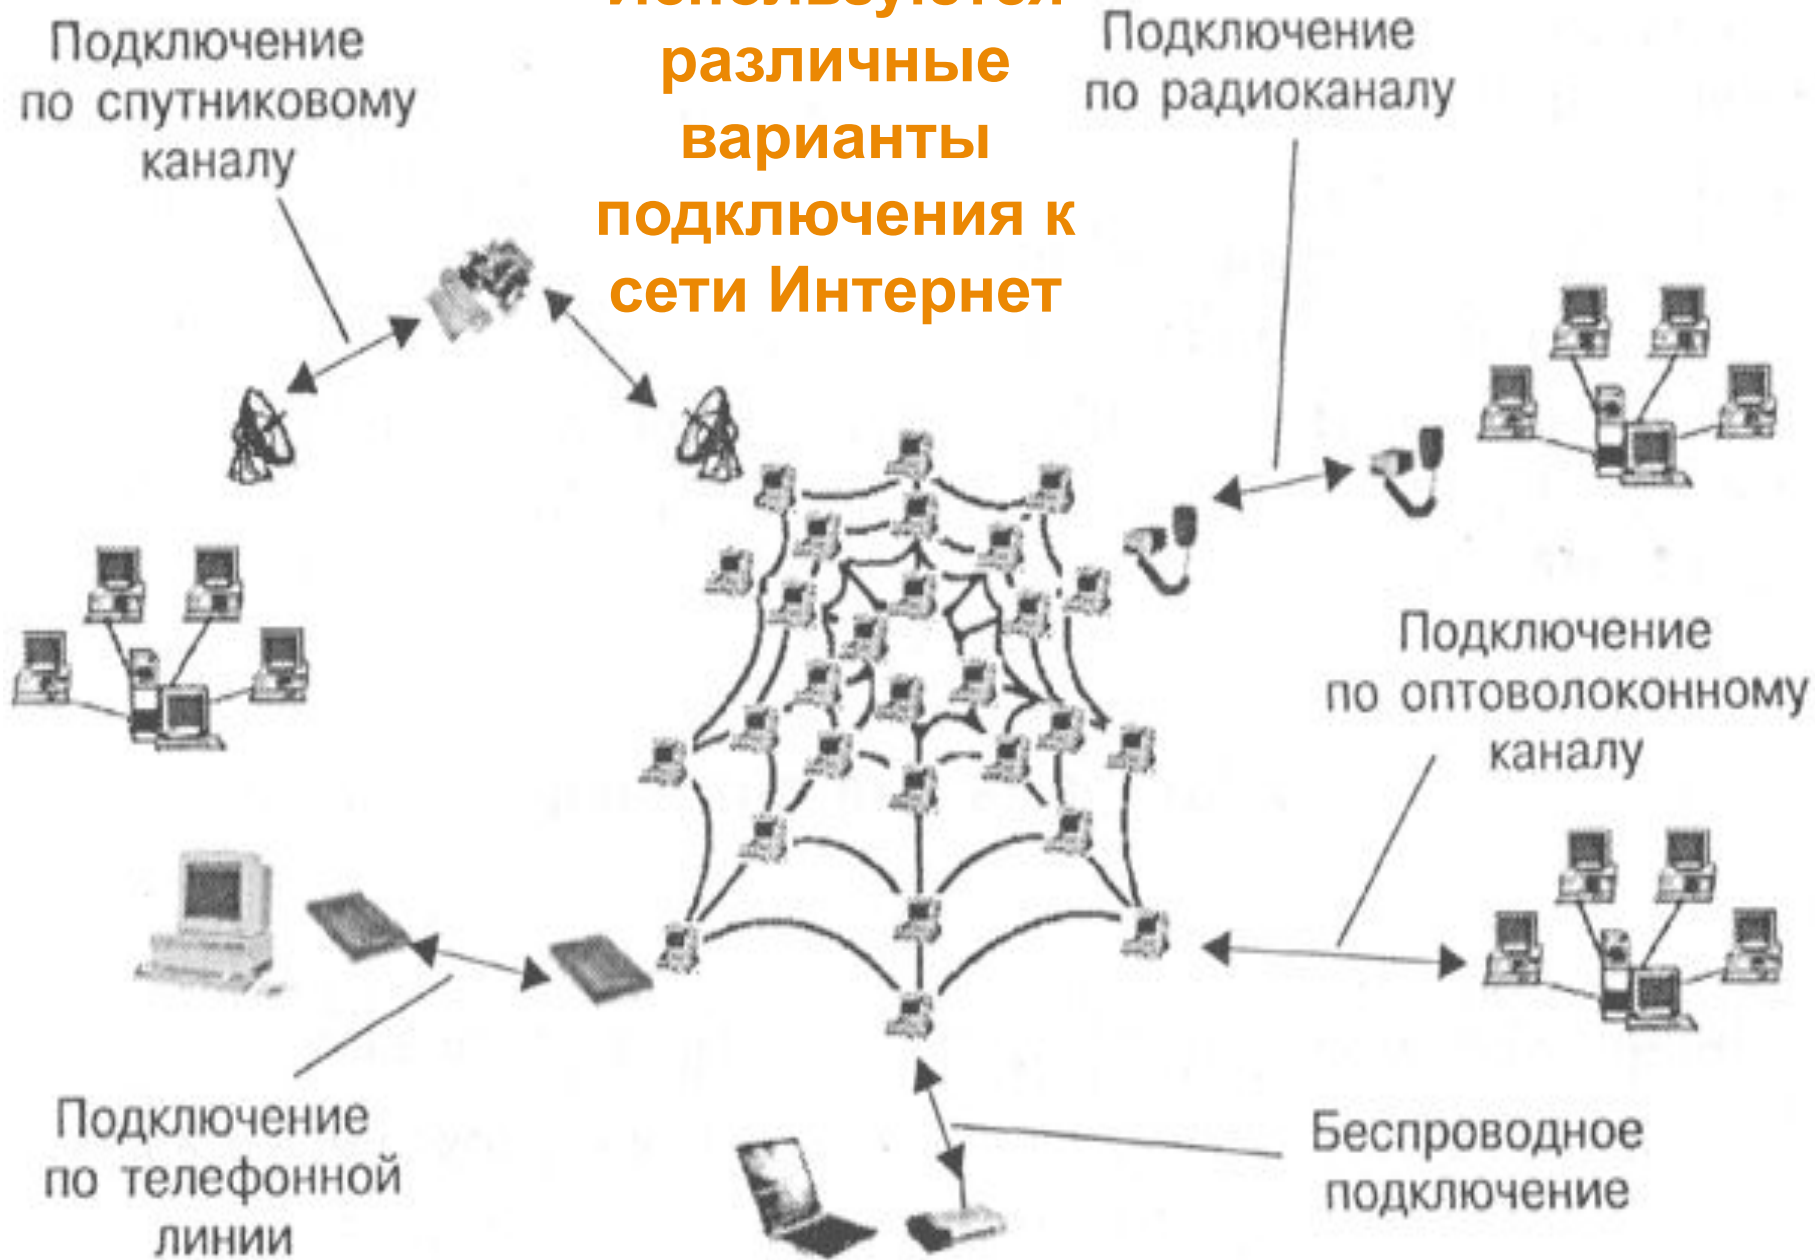 Подключение
по спутниковому
каналу
Используются
различные
варианты
подключения к
сети Интернет
Подключение
по радиоканалу
Подключение
по оптоволоконному
каналу
Подключение
по телефонной
линии
Беспроводное
подключение